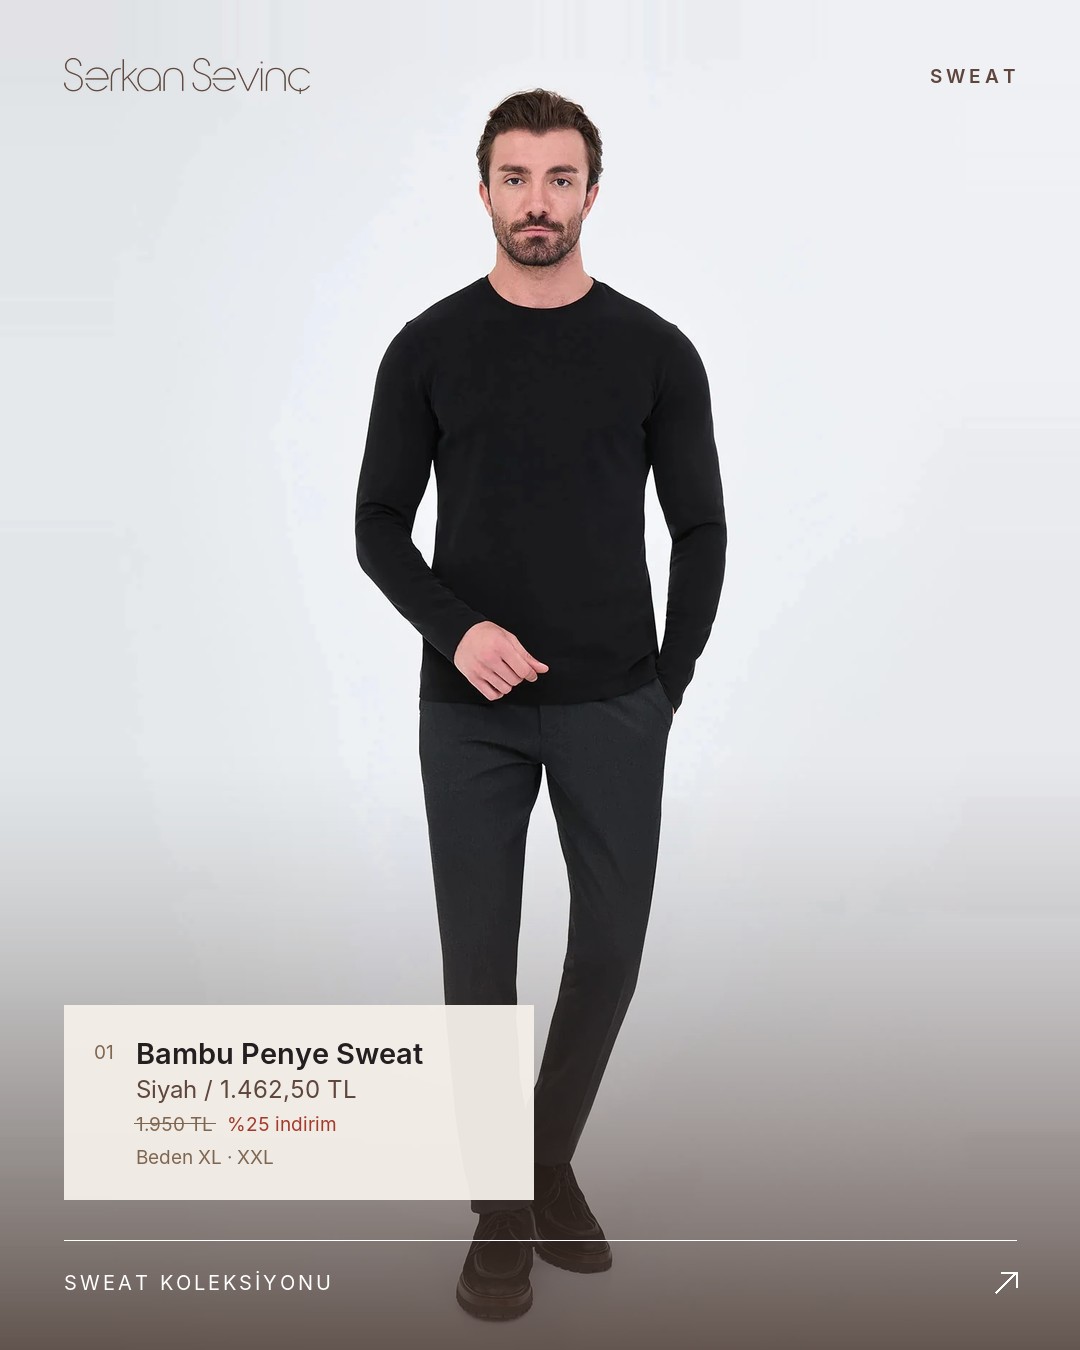 Serkan Sevinç
SWEAT
01 Bambu Penye Sweat
Siyah / 1.462,50 TL
1.950 TL %25 indirim
Beden XL · XXL
SWEAT KOLEKSİYONU